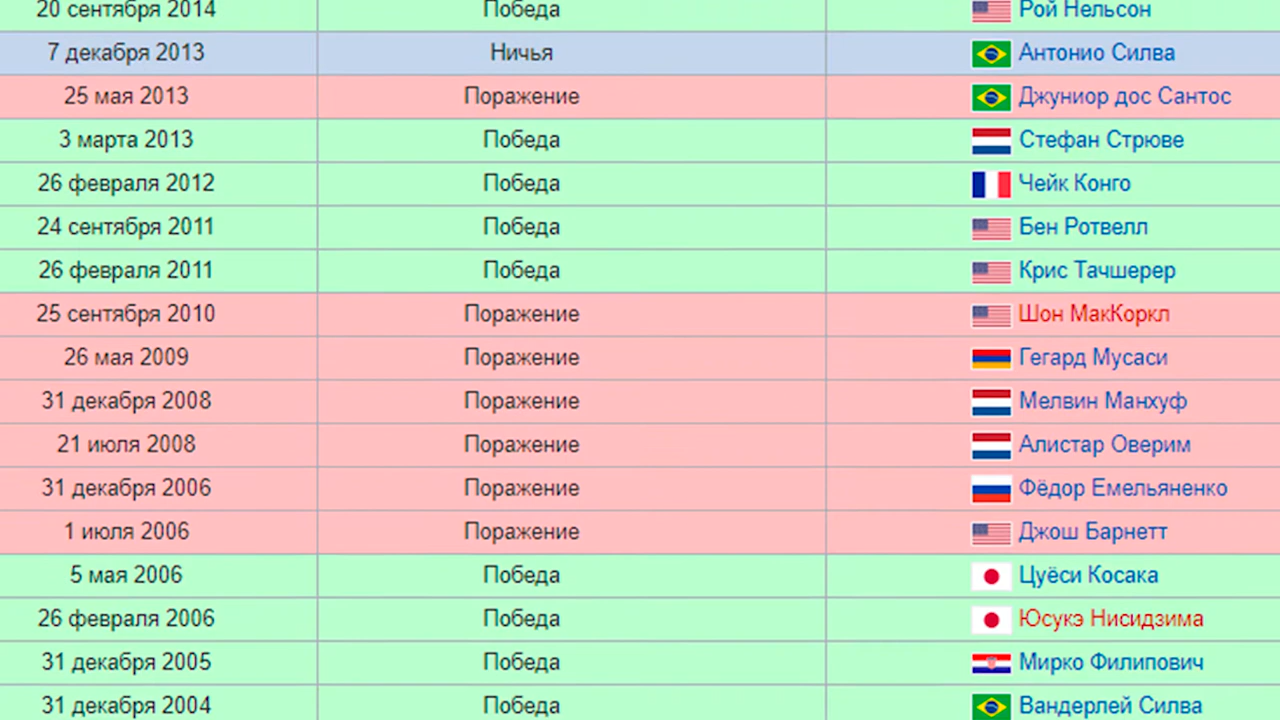 20 сентября 2014 Победа Рой Нельсон
7 декабря 2013 Ничья Антонио Силва
25 мая 2013 Поражение Джуниор дос Сантос
3 марта 2013 Победа Стефан Стрюве
26 февраля 2012 Победа Чейк Конго
24 сентября 2011 Победа Бен Ротвелл
26 февраля 2011 Победа Крис Тачшерер
25 сентября 2010 Поражение Шон МакКоркл
26 мая 2009 Поражение Гегард Мусаси
31 декабря 2008 Поражение Мелвин Манхуф
21 июля 2008 Поражение Алистар Оверим
31 декабря 2006 Поражение Фёдор Емельяненко
1 июля 2006 Поражение Джош Барнетт
5 мая 2006 Победа Цуёси Косака
26 февраля 2006 Победа Юсукэ Нисидзима
31 декабря 2005 Победа Мирко Филипович
31 декабря 2004 Победа Вандерлей Силва